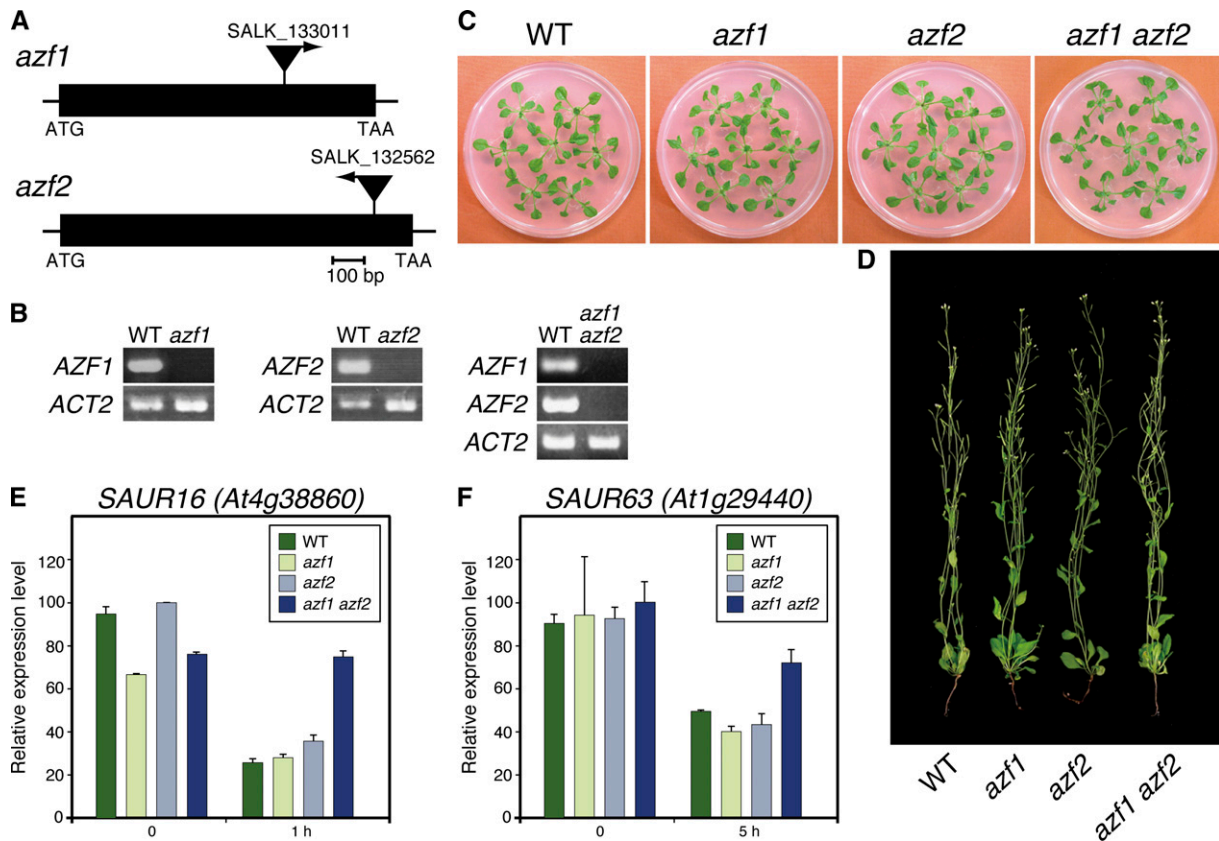 A
azf1
SALK_133011
ATG
TAA
azf2
SALK_132562
ATG
TAA
100 bp
B
WT azf1
AZF1
ACT2
WT azf2
AZF2
ACT2
azf1
WT azf2
AZF1
AZF2
ACT2
C
WT
azf1
azf2
azf1 azf2
D
WT
azf1
azf2
azf1 azf2
E
SAUR16 (At4g38860)
Relative expression level
120
100
80
60
40
20
0
WT
azf1
azf2
azf1 azf2
0
1 h
F
SAUR63 (At1g29440)
Relative expression level
120
100
80
60
40
20
0
WT
azf1
azf2
azf1 azf2
0
5 h